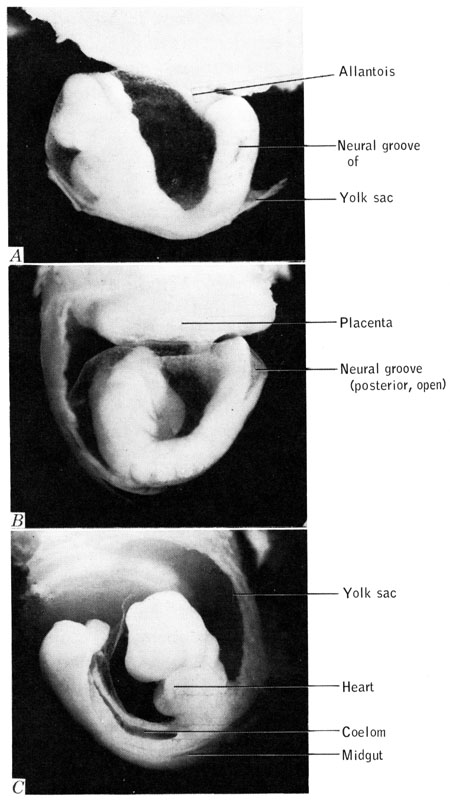 Allantois
Neural groove
of
Yolk sac
A
Placenta
Neural groove
(posterior, open)
B
Yolk sac
Heart
Coelom
Midgut
C